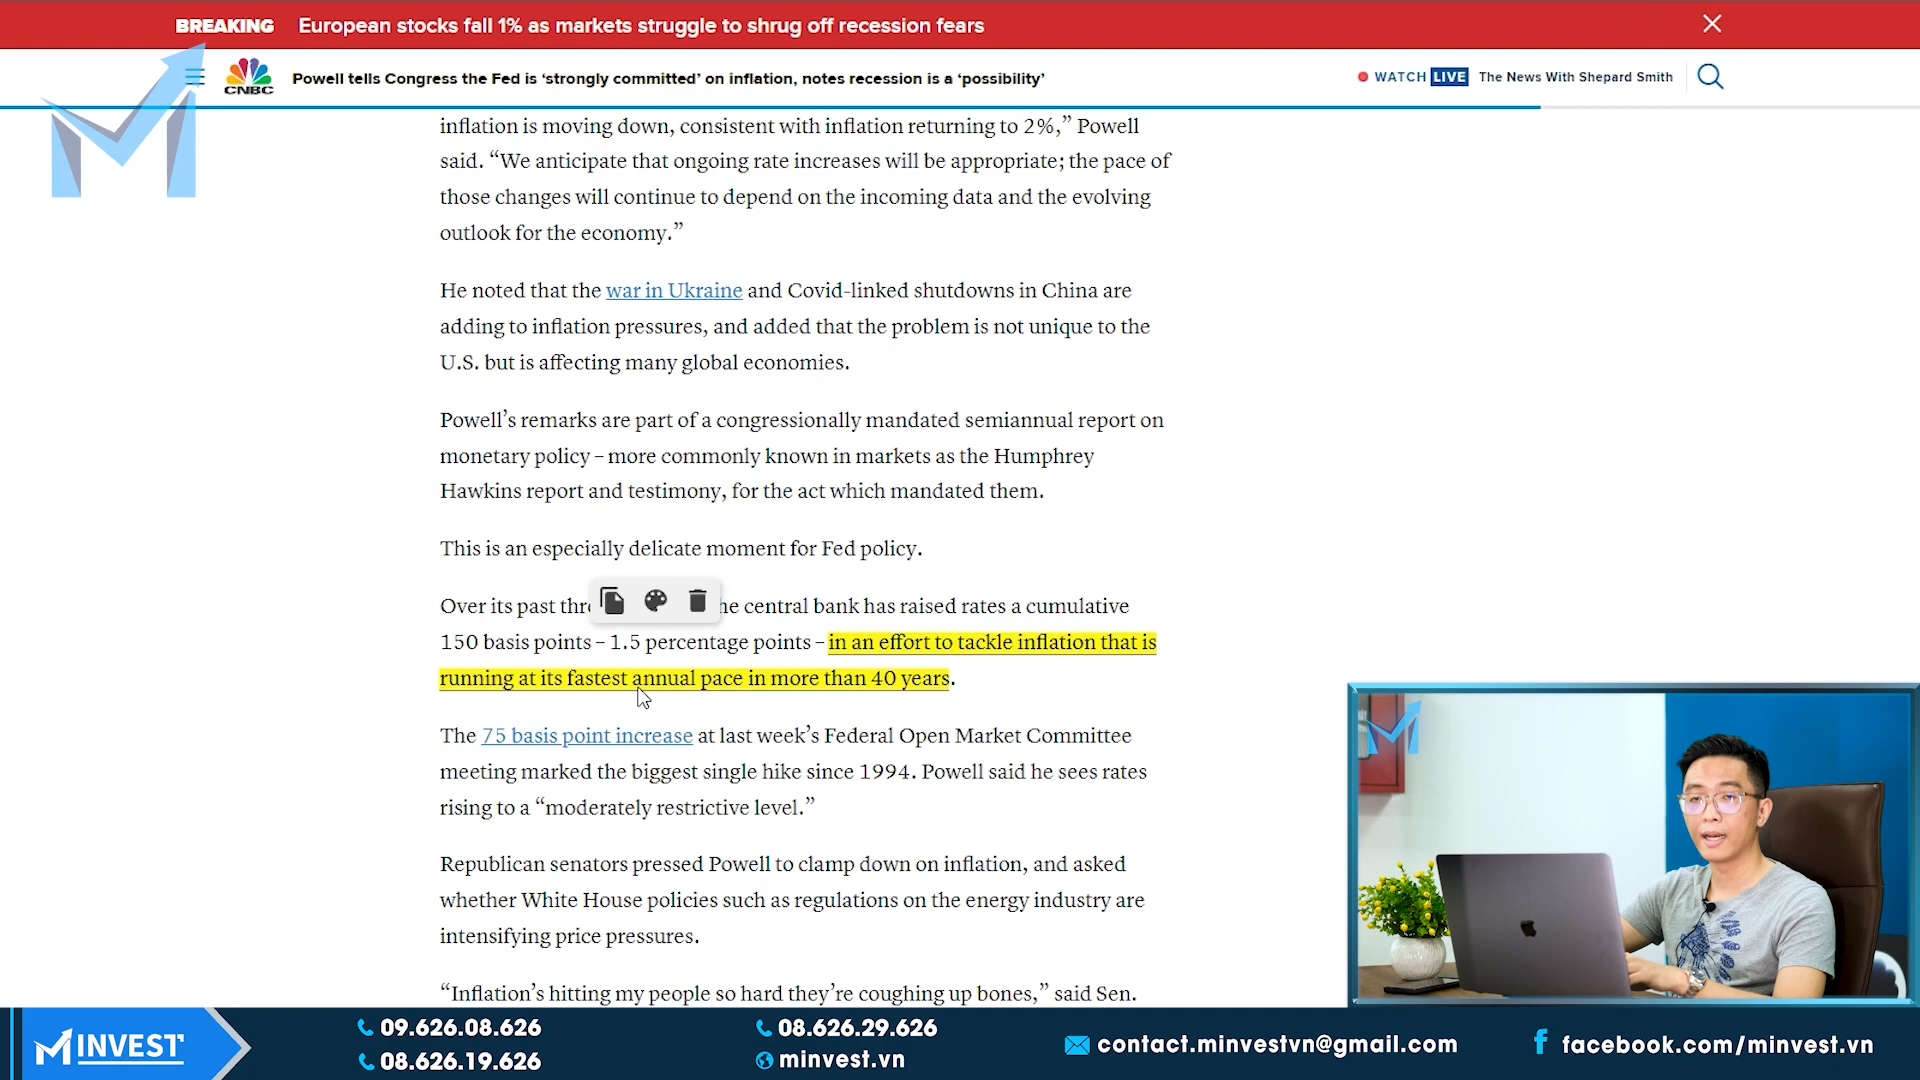 BREAKING European stocks fall 1% as markets struggle to shrug off recession fears
CNBC Powell tells Congress the Fed is ‘strongly committed’ on inflation, notes recession is a ‘possibility’ WATCH LIVE The News With Shepard Smith
inflation is moving down, consistent with inflation returning to 2%,” Powell
said. “We anticipate that ongoing rate increases will be appropriate; the pace of
those changes will continue to depend on the incoming data and the evolving
outlook for the economy.”
He noted that the war in Ukraine and Covid-linked shutdowns in China are
adding to inflation pressures, and added that the problem is not unique to the
U.S. but is affecting many global economies.
Powell’s remarks are part of a congressionally mandated semiannual report on
monetary policy – more commonly known in markets as the Humphrey
Hawkins report and testimony, for the act which mandated them.
This is an especially delicate moment for Fed policy.
Over its past central bank has raised rates a cumulative
150 basis points – 1.5 percentage points – in an effort to tackle inflation that is
running at its fastest annual pace in more than 40 years.
The 75 basis point increase at last week’s Federal Open Market Committee
meeting marked the biggest single hike since 1994. Powell said he sees rates
rising to a “moderately restrictive level.”
Republican senators pressed Powell to clamp down on inflation, and asked
whether White House policies such as regulations on the energy industry are
intensifying price pressures.
“Inflation’s hitting my people so hard they’re coughing up bones,” said Sen.
MINVEST
09.626.08.626
08.626.19.626
08.626.29.626
minvest.vn
contact.minvestvn@gmail.com
facebook.com/minvest.vn